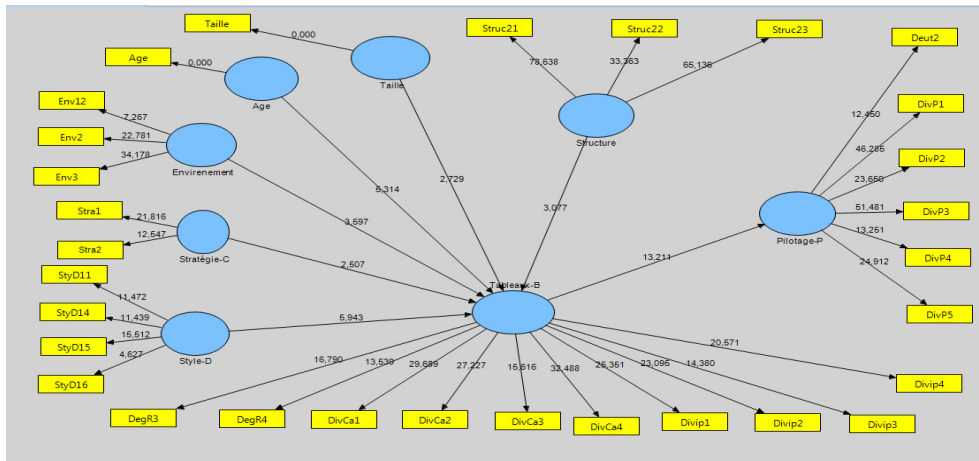 Taille
0,000
Struc21
Struc22
Struc23
Deut2
Age
0,000
Taille
Age
78,638
33,363
65,136
Structure
12,450
DivP1
46,285
DivP2
23,650
DivP3
51,481
13,251
DivP4
24,912
DivP5
Pilotage-P
Env12
7,267
Env2
22,781
Env3
34,178
Envirenement
5,314
2,729
3,077
3,597
Stra1
21,816
Stra2
12,547
Stratégie-C
2,507
13,211
Tableaux-B
StyD11
11,472
StyD14
11,439
StyD15
15,512
StyD16
4,627
Style-D
5,943
16,790
13,539
29,689
27,227
15,616
32,488
25,351
23,095
14,380
20,571
DegR3
DegR4
DivCa1
DivCa2
DivCa3
DivCa4
Divip1
Divip2
Divip3
Divip4